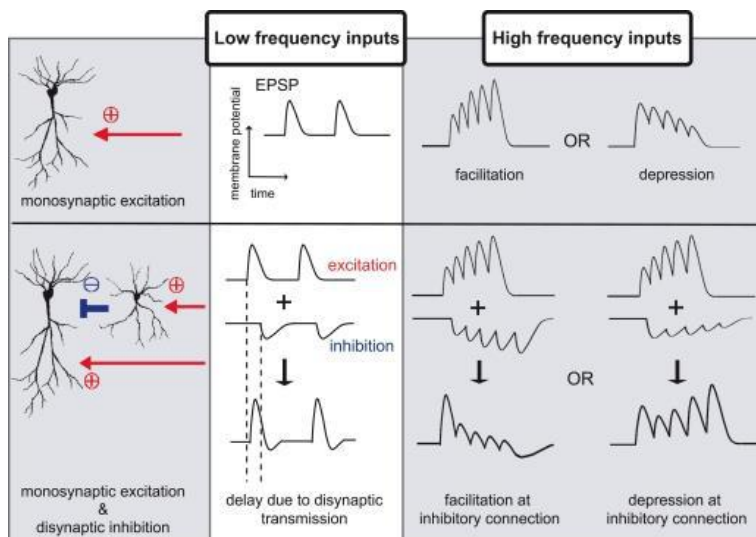 Low frequency inputs
High frequency inputs
EPSP
membrane potential
time
monosynaptic excitation
facilitation
OR
depression
excitation
+
inhibition
+
+
OR
monosynaptic excitation
&
disynaptic inhibition
delay due to disynaptic
transmission
facilitation at
inhibitory connection
depression at
inhibitory connection